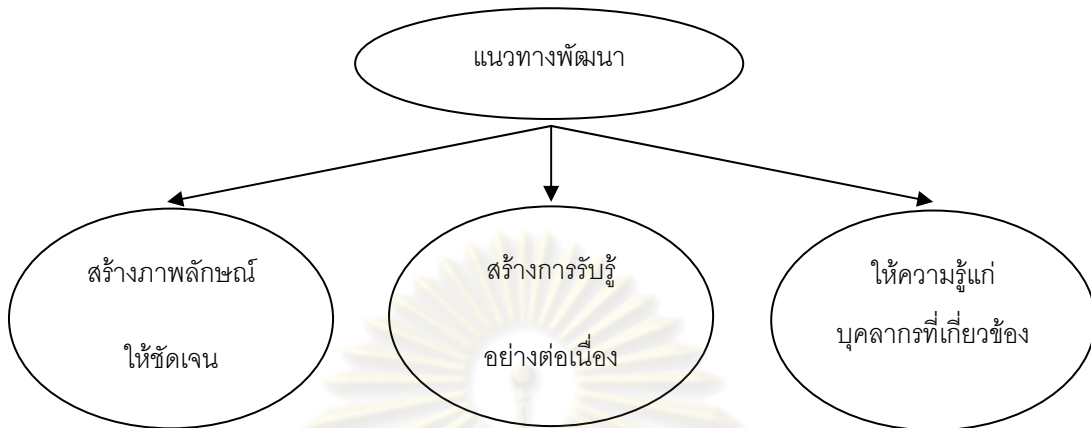 แนวทางพัฒนา
สร้างภาพลักษณ์
ให้ชัดเจน
สร้างการรับรู้
อย่างต่อเนื่อง
ให้ความรู้แก่
บุคลากรที่เกี่ยวข้อง